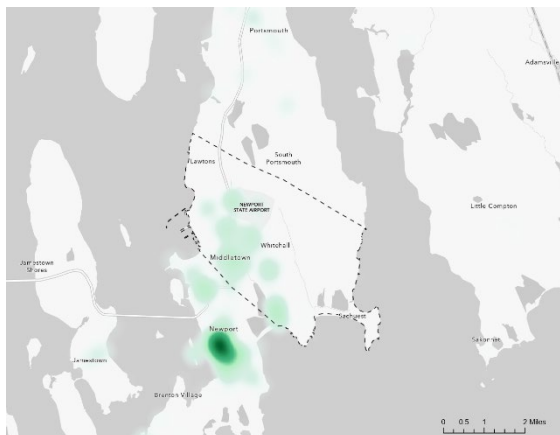 Portsmouth
Adamsville
Lawtons
South
Portsmouth
NEWPORT
STATE AIRPORT
Little Compton
Whitehall
Middletown
Jamestown
Shores
Sachuest
Newport
Sakonnet
Jamestown
Brenton Village
0 0.5 1 2 Miles